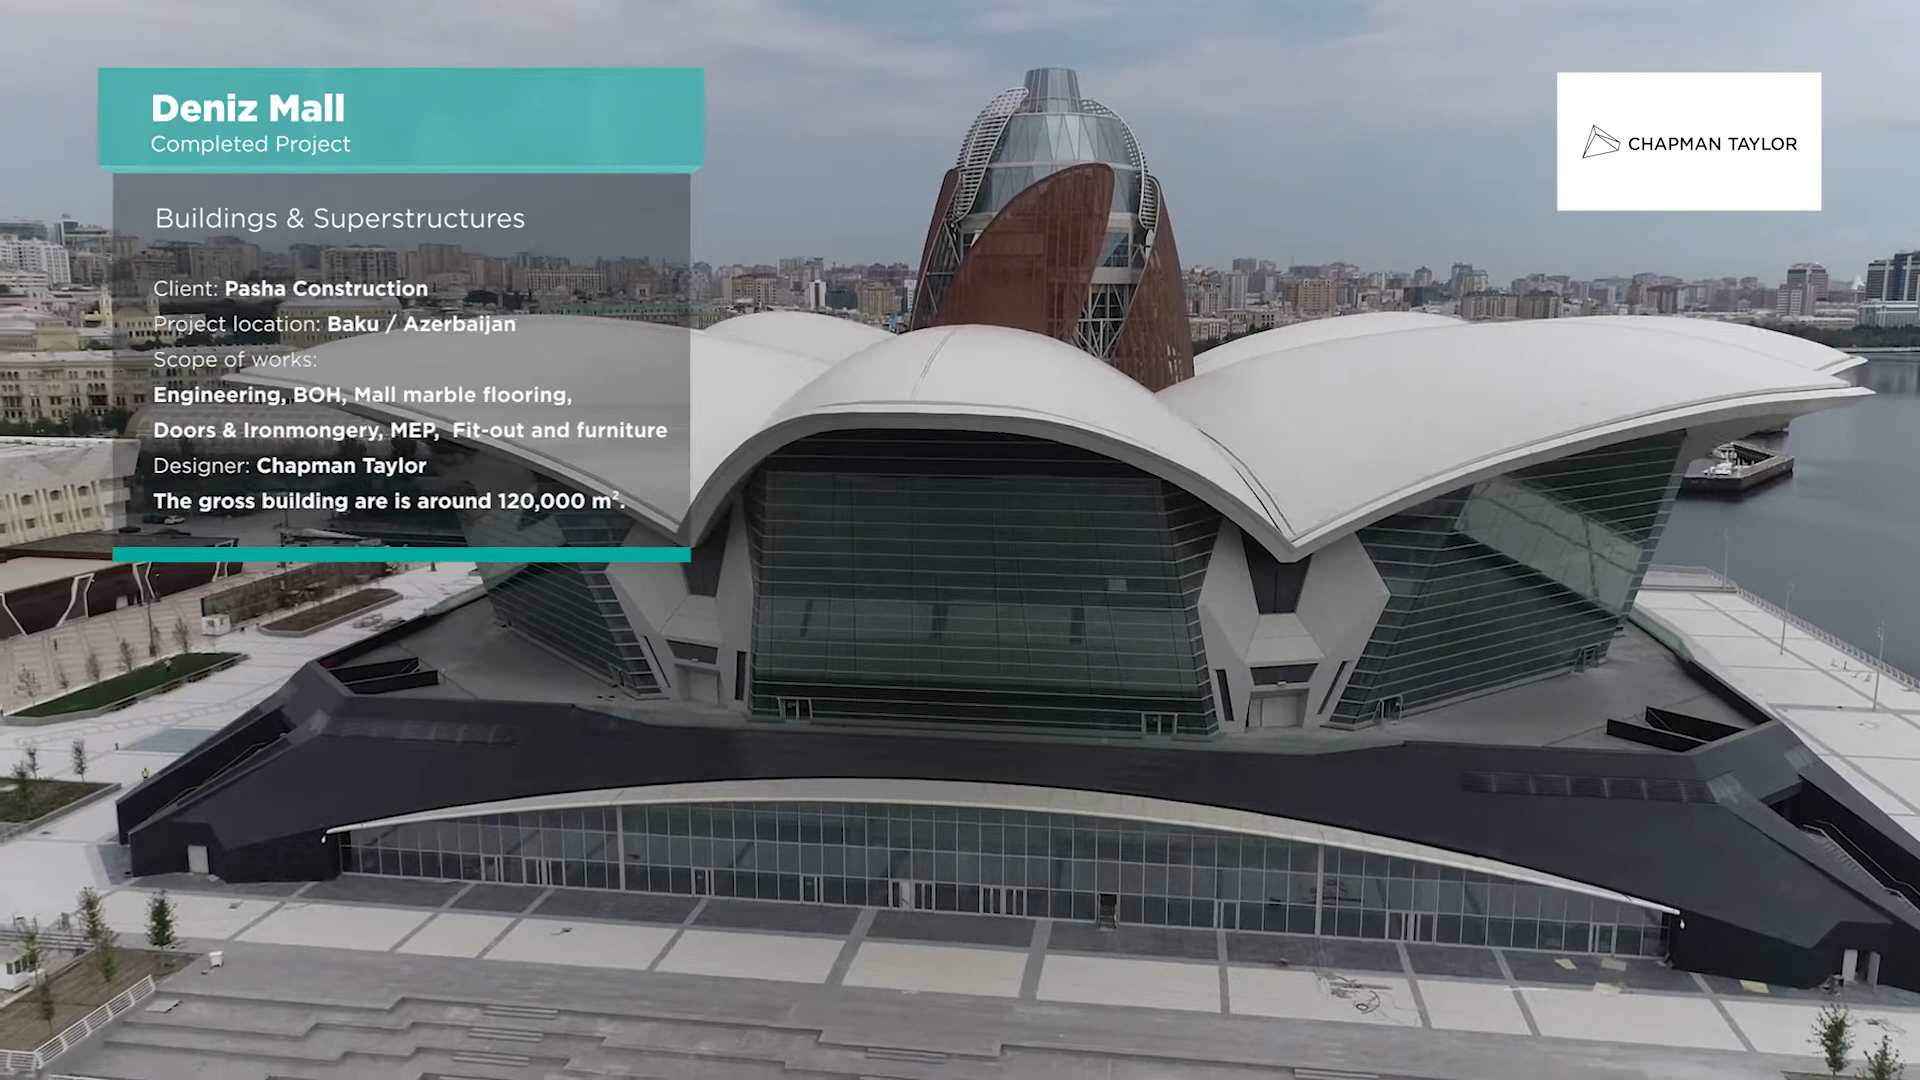 Deniz Mall
Completed Project
CHAPMAN TAYLOR
Buildings & Superstructures
Client: Pasha Construction
Project location: Baku / Azerbaijan
Scope of works:
Engineering, BOH, Mall marble flooring,
Doors & Ironmongery, MEP, Fit-out and furniture
Designer: Chapman Taylor
The gross building are is around 120,000 m².